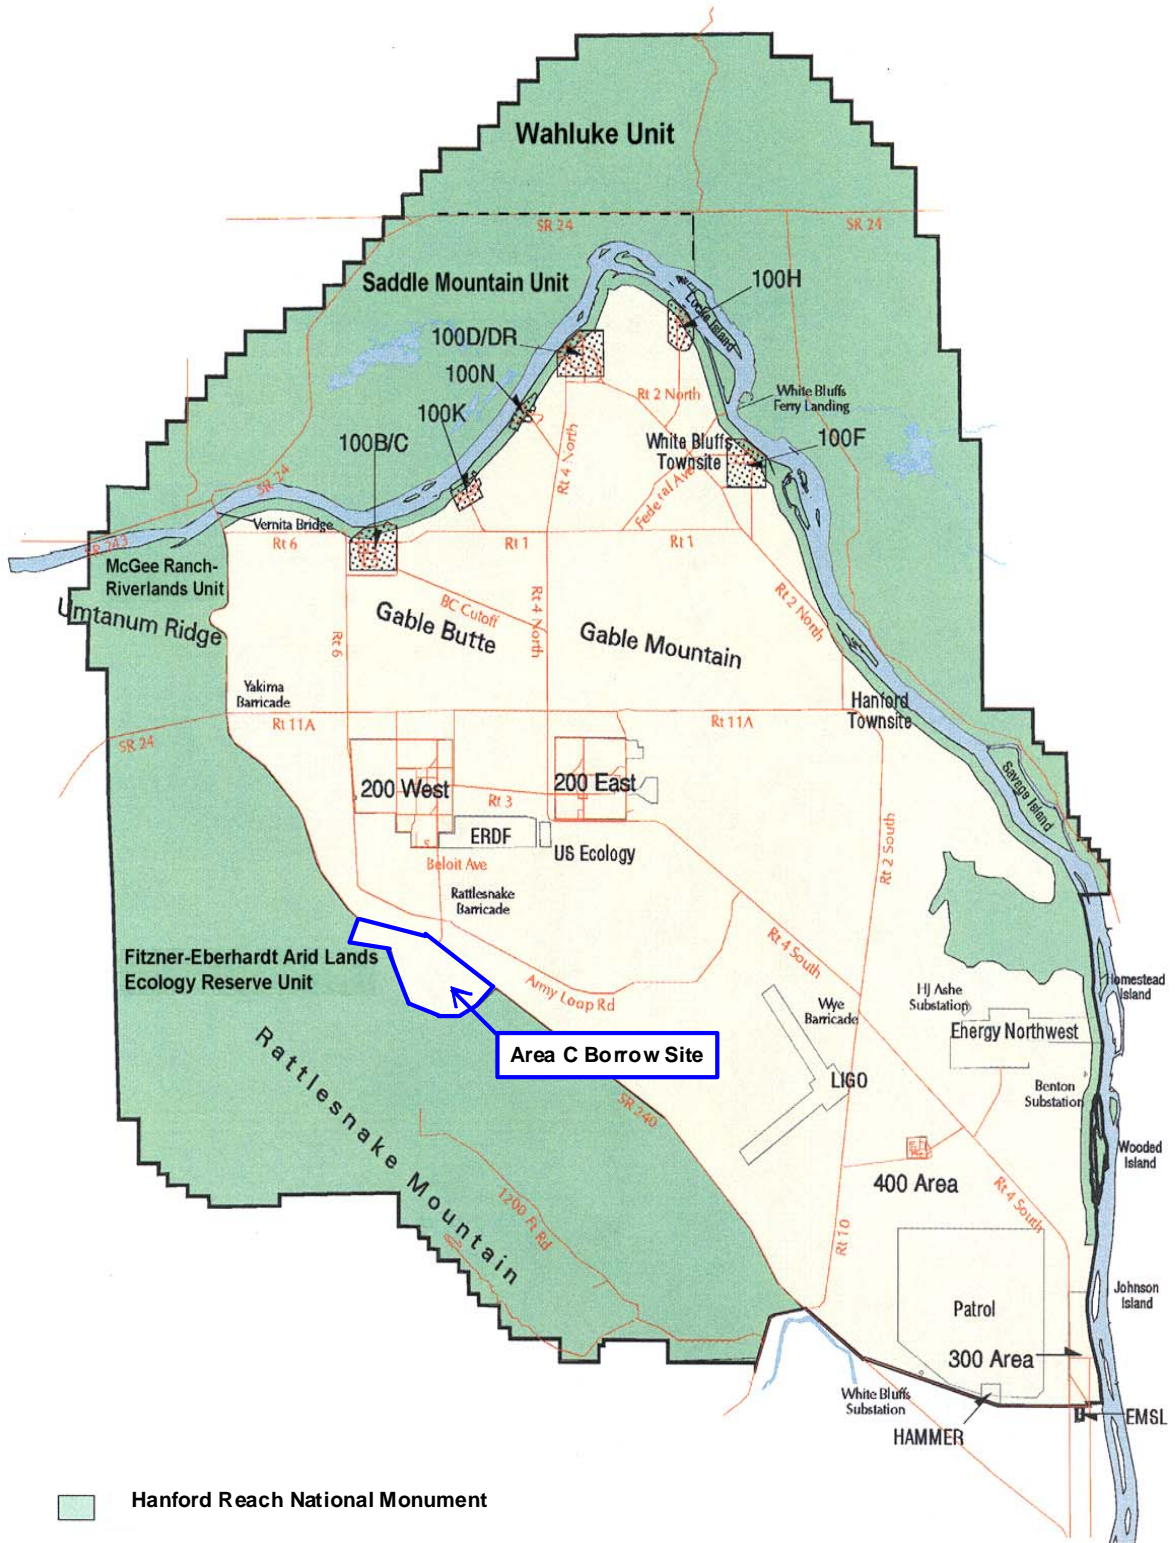 Wahluke Unit
SR 24
SR 24
Saddle Mountain Unit
100H
Locke Island
100D/DR
100N
Rt 2 North
White Bluffs
Ferry Landing
100K
100B/C
White Bluffs
Townsite
100F
Rt 4 North
Federal Ave
SR 24
Vernita Bridge
SR 243
Rt 6
Rt 1
Rt 1
McGee Ranch-
Riverlands Unit
Umtanum Ridge
BC Cutoff
Gable Butte
Rt 4 North
Gable Mountain
Rt 2 North
Rt 6
Yakima
Barricade
Hanford
Townsite
Rt 11A
Rt 11A
SR 24
200 West
200 East
Rt 3
Savage Island
ERDF
US Ecology
Beloit Ave
Rt 2 South
Rattlesnake
Barricade
Fitzner-Eberhardt Arid Lands
Ecology Reserve Unit
Rt 4 South
Army Loop Rd
HJ Ashe
Substation
Homestead
Island
Wye
Barricade
Energy Northwest
Area C Borrow Site
LIGO
Benton
Substation
Rattlesnake Mountain
SR 240
Wooded
Island
400 Area
Rt 4 South
1200 Ft Rd
Rt 10
Johnson
Island
Patrol
300 Area
White Bluffs
Substation
HAMMER
EMSL
Hanford Reach National Monument